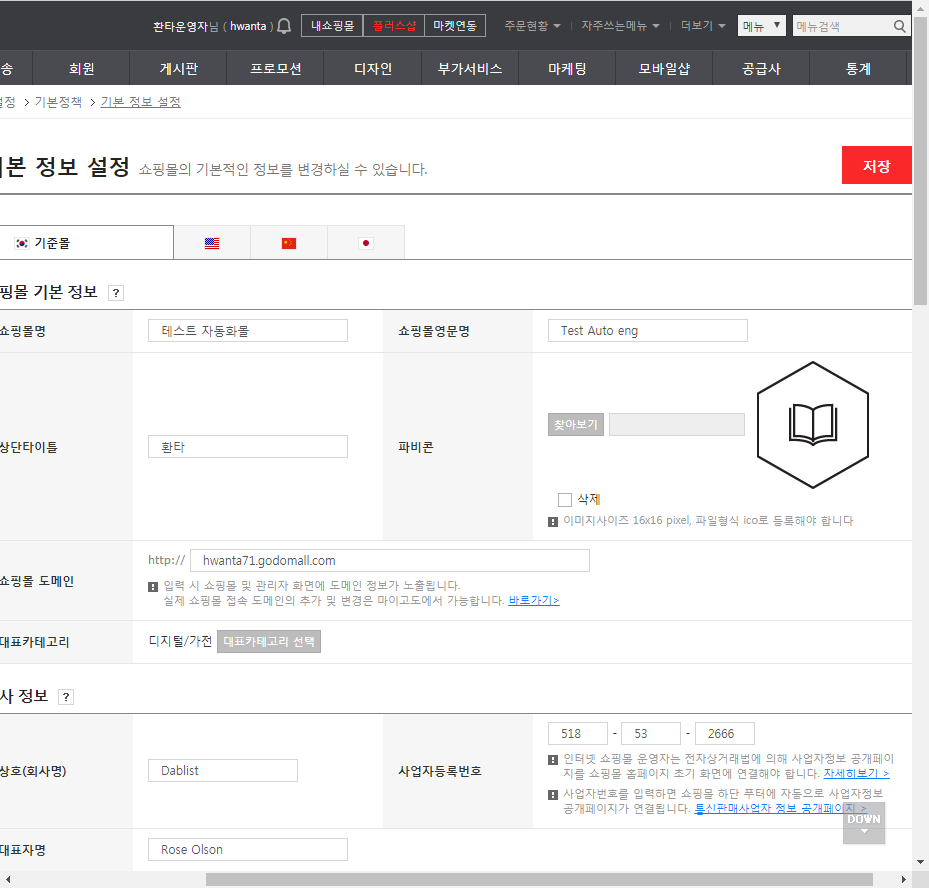 환타운영자님 ( hwanta )
내쇼핑몰 플러스샵 마켓연동
주문현황 자주쓰는메뉴 더보기
메뉴 메뉴검색
송 회원 게시판 프로모션 디자인 부가서비스 마케팅 모바일샵 공급사 통계
설정 > 기본정책 > 기본 정보 설정
기본 정보 설정 쇼핑몰의 기본적인 정보를 변경하실 수 있습니다.
저장
기준몰
핑몰 기본 정보 ?
쇼핑몰명 테스트 자동화몰 쇼핑몰영문명 Test Auto eng
상단타이틀 환타 파비콘 찾아보기
삭제
이미지사이즈 16x16 pixel, 파일형식 ico로 등록해야 합니다
쇼핑몰 도메인 http:// hwanta71.godomall.com
입력 시 쇼핑몰 및 관리자 화면에 도메인 정보가 노출됩니다.
실제 쇼핑몰 접속 도메인의 추가 및 변경은 마이고도에서 가능합니다. 바로가기>
대표카테고리 디지털/가전 대표카테고리 선택
사 정보 ?
상호(회사명) Dablist 사업자등록번호 518 - 53 - 2666
인터넷 쇼핑몰 운영자는 전자상거래법에 의해 사업자정보 공개페이
지를 쇼핑몰 홈페이지 초기 화면에 연결해야 합니다. 자세히보기 >
사업자번호를 입력하면 쇼핑몰 하단 푸터에 자동으로 사업자정보
공개페이지가 연결됩니다. 통신판매사업자 정보 공개페이지 >
DOWN
대표자명 Rose Olson